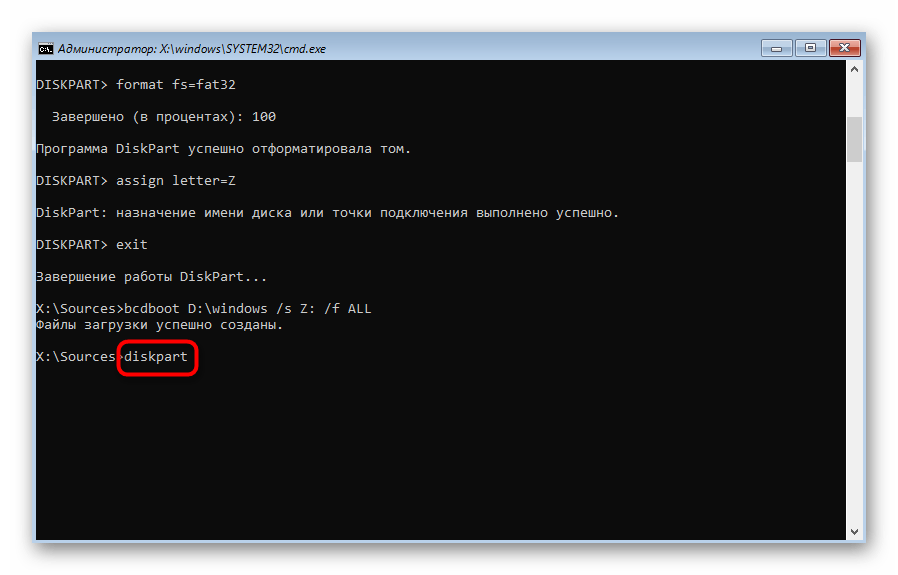 Администратор: X:\windows\SYSTEM32\cmd.exe
DISKPART> format fs=fat32
Завершено (в процентах): 100
Программа DiskPart успешно отформатировала том.
DISKPART> assign letter=Z
DiskPart: назначение имени диска или точки подключения выполнено успешно.
DISKPART> exit
Завершение работы DiskPart...
X:\Sources>bcdboot D:\windows /s Z: /f ALL
Файлы загрузки успешно созданы.
X:\Sources>diskpart